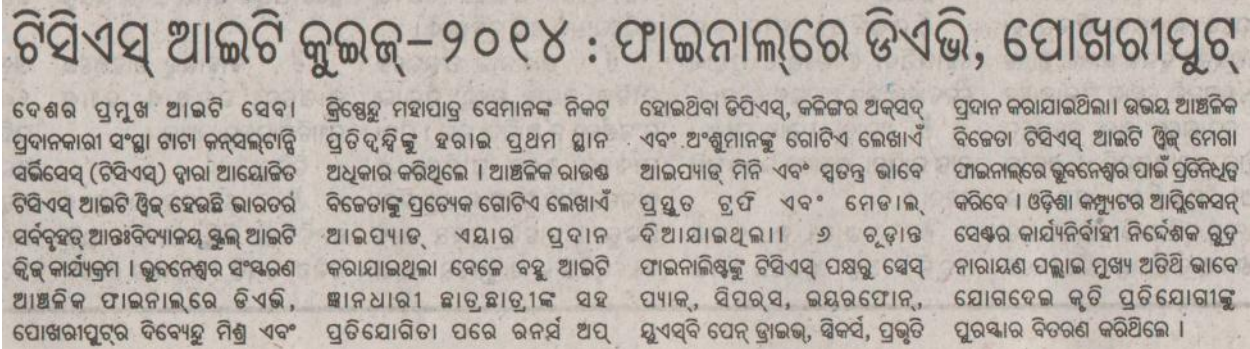 ଟିସିଏସ୍ ଆଇଟି କୁଇଜ୍-୨୦୧୪ : ଫାଇନାଲ୍‌ରେ ଡିଏଭି, ପୋଖରୀପୁଟ୍
ଦେଶର ପ୍ରମୁଖ ଆଇଟି ସେବା
ପ୍ରଦାନକାରୀ ସଂସ୍ଥା ଟାଟା କନ୍‌ସଲ୍‌ଟାନ୍ସି
ସର୍ଭିସେସ୍ (ଟିସିଏସ୍) ଦ୍ୱାରା ଆୟୋଜିତ
ଟିସିଏସ୍ ଆଇଟି ୱିଜ୍ ହେଉଛି ଭାରତର
ସର୍ବବୃହତ୍ ଆନ୍ତଃବିଦ୍ୟାଳୟ ସ୍କୁଲ୍ ଆଇଟି
କ୍ୱିଜ୍ କାର୍ଯ୍ୟକ୍ରମ । ଭୁବନେଶ୍ୱର ସଂସ୍କରଣ
ଆଞ୍ଚଳିକ ଫାଇନାଲ୍‌ରେ ଡିଏଭି,
ପୋଖରୀପୁଟ୍‌ର ଦିବ୍ୟେନ୍ଦୁ ମିଶ୍ର ଏବଂ
କ୍ରିଷ୍ଣେନ୍ଦୁ ମହାପାତ୍ର ସେମାନଙ୍କ ନିକଟ
ପ୍ରତିଦ୍ୱନ୍ଦ୍ୱୀଙ୍କୁ ହରାଇ ପ୍ରଥମ ସ୍ଥାନ
ଅଧିକାର କରିଥିଲେ । ଆଞ୍ଚଳିକ ରାଉଣ୍ଡ
ବିଜେତାଙ୍କୁ ପ୍ରତ୍ୟେକ ଗୋଟିଏ ଲେଖାଏଁ
ଆଇପ୍ୟାଡ୍ ଏୟାର ପ୍ରଦାନ
କରାଯାଇଥିଲା ବେଳେ ବହୁ ଆଇଟି
ଜ୍ଞାନଧାରୀ ଛାତ୍ରଛାତ୍ରୀଙ୍କ ସହ
ପ୍ରତିଯୋଗିତା ପରେ ରନର୍ସ ଅପ୍
ହୋଇଥିବା ଡିପିଏସ୍, କଳିଙ୍ଗର ଅକ୍ସଦ୍
ଏବଂ ଅଂଶୁମାନଙ୍କୁ ଗୋଟିଏ ଲେଖାଏଁ
ଆଇପ୍ୟାଡ୍ ମିନି ଏବଂ ସ୍ୱତନ୍ତ୍ର ଭାବେ
ପ୍ରସ୍ତୁତ ଟ୍ରଫି ଏବଂ ମେଡାଲ୍
ଦିଆଯାଇଥିଲା। ୬ ଚୂଡ଼ାନ୍ତ
ଫାଇନାଲିଷ୍ଟଙ୍କୁ ଟିସିଏସ୍ ପକ୍ଷରୁ ସ୍ପେସ୍
ପ୍ୟାକ୍, ସିପର୍‌ସ, ଇୟରଫୋନ୍,
ୟୁଏସ୍‌ବି ପେନ୍ ଡ୍ରାଇଭ୍, ସ୍ତିକର୍ସ, ପ୍ରଭୃତି
ପ୍ରଦାନ କରାଯାଇଥିଲା। ଉଭୟ ଆଞ୍ଚଳିକ
ବିଜେତା ଟିସିଏସ୍ ଆଇଟି ୱିଜ୍ ମେଗା
ଫାଇନାଲ୍‌ରେ ଭୁବନେଶ୍ୱର ପାଇଁ ପ୍ରତିନିଧିତ୍ୱ
କରିବେ । ଓଡ଼ିଶା କମ୍ପ୍ୟୁଟର ଆପ୍ଲିକେସନ୍
ସେଣ୍ଟର କାର୍ଯ୍ୟନିର୍ବାହୀ ନିର୍ଦ୍ଦେଶକ ରୁଦ୍ର
ନାରାୟଣ ପଲ୍ଲାଇ ମୁଖ୍ୟ ଅତିଥି ଭାବେ
ଯୋଗଦେଇ କୃତି ପ୍ରତିଯୋଗୀଙ୍କୁ
ପୁରସ୍କାର ବିତରଣ କରିଥିଲେ ।